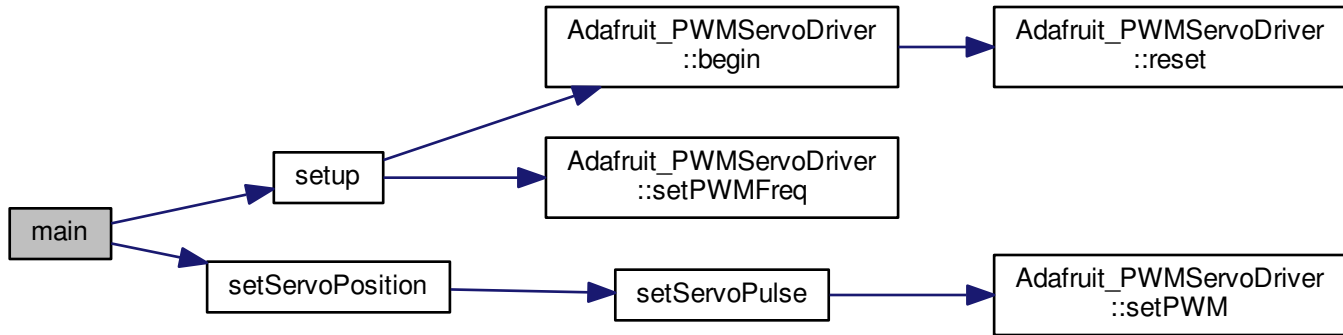 main
setup
setServoPosition
Adafruit_PWMServoDriver
::begin
Adafruit_PWMServoDriver
::setPWMFreq
setServoPulse
Adafruit_PWMServoDriver
::reset
Adafruit_PWMServoDriver
::setPWM